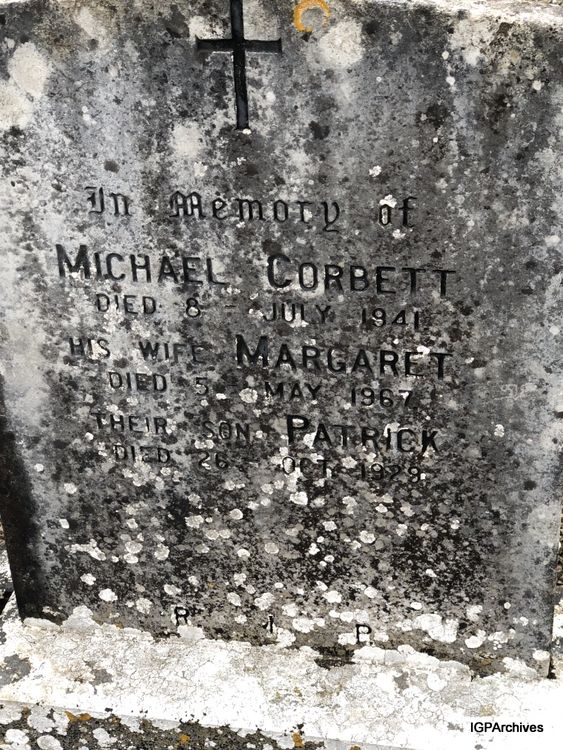 In Memory of
MICHAEL CORBETT
DIED 8 - JULY 1941
HIS WIFE MARGARET
DIED 5 MAY 1967
THEIR SON PATRICK
DIED 26 OCT. 1979
R I P
IGPArchives